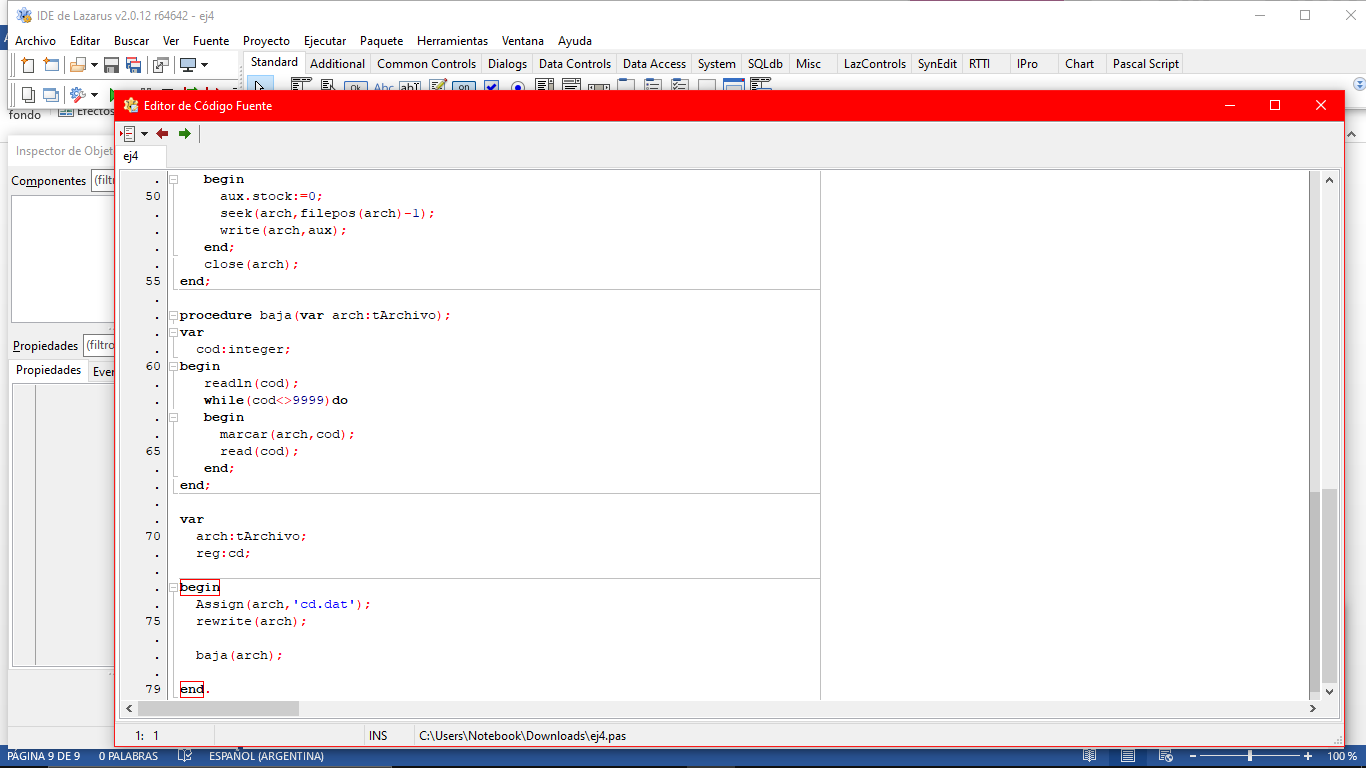 IDE de Lazarus v2.0.12 r64642 - ej4
Archivo Editar Buscar Ver Fuente Proyecto Ejecutar Paquete Herramientas Ventana Ayuda
Standard Additional Common Controls Dialogs Data Controls Data Access System SQLdb Misc LazControls SynEdit RTTI IPro Chart Pascal Script
fondo Efectos
Editor de Código Fuente
Inspector de Objet
ej4
Componentes (filt
Propiedades (filtro
Propiedades Ever
. begin
50 aux.stock:=0;
. seek(arch,filepos(arch)-1);
. write(arch,aux);
. end;
. close(arch);
55 end;
.
. procedure baja(var arch:tArchivo);
. var
. cod:integer;
60 begin
. readln(cod);
. while(cod<>9999)do
. begin
. marcar(arch,cod);
65 read(cod);
. end;
. end;
.
. var
70 arch:tArchivo;
. reg:cd;
.
. begin
. Assign(arch,'cd.dat');
75 rewrite(arch);
.
. baja(arch);
.
79 end.
1: 1 INS C:\Users\Notebook\Downloads\ej4.pas
PÁGINA 9 DE 9 0 PALABRAS ESPAÑOL (ARGENTINA) 100 %